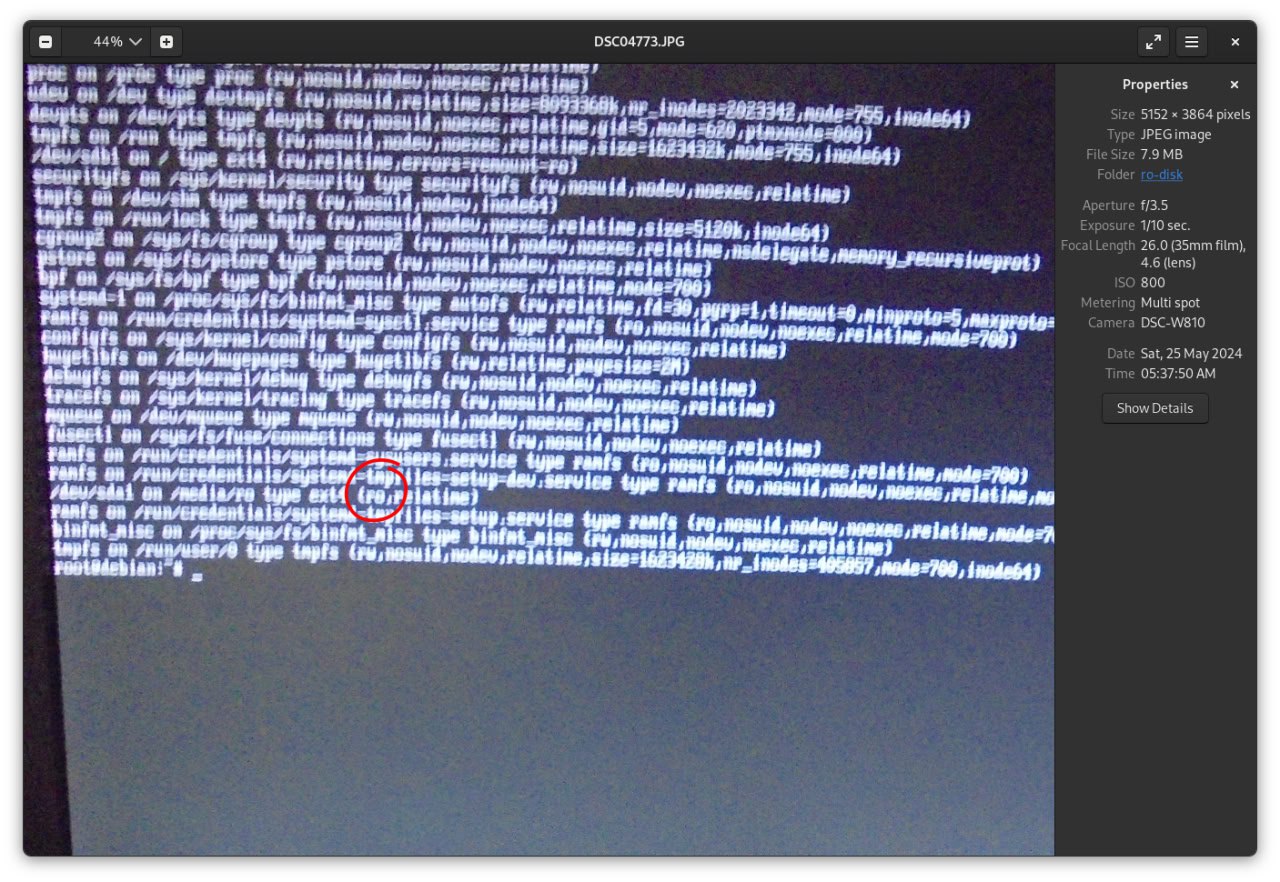 44%
DSC04773.JPG
Properties
Size 5152 × 3864 pixels
Type JPEG image
File Size 7.9 MB
Folder ro-disk
Aperture f/3.5
Exposure 1/10 sec.
Focal Length 26.0 (35mm film),
4.6 (lens)
ISO 800
Metering Multi spot
Camera DSC-W810
Date Sat, 25 May 2024
Time 05:37:50 AM
Show Details
proc on /proc type proc (rw,nosuid,nodev,noexec,relatime)
udev on /dev type devtmpfs (rw,nosuid,relatime,size=8093360k,nr_inodes=2023342,mode=755,inode64)
devpts on /dev/pts type devpts (rw,nosuid,noexec,relatime,gid=5,mode=620,ptmxmode=000)
tmpfs on /run type tmpfs (rw,nosuid,nodev,noexec,relatime,size=1623432k,mode=755,inode64)
/dev/sdb1 on / type ext4 (rw,relatime,errors=remount-ro)
securityfs on /sys/kernel/security type securityfs (rw,nosuid,nodev,noexec,relatime)
tmpfs on /dev/shm type tmpfs (rw,nosuid,nodev,inode64)
tmpfs on /run/lock type tmpfs (rw,nosuid,nodev,noexec,relatime,size=5120k,inode64)
cgroup2 on /sys/fs/cgroup type cgroup2 (rw,nosuid,nodev,noexec,relatime,nsdelegate,memory_recursiveprot)
pstore on /sys/fs/pstore type pstore (rw,nosuid,nodev,noexec,relatime)
bpf on /sys/fs/bpf type bpf (rw,nosuid,nodev,noexec,relatime,mode=700)
systemd-1 on /proc/sys/fs/binfmt_misc type autofs (rw,relatime,fd=30,pgrp=1,timeout=0,minproto=5,maxproto=
ramfs on /run/credentials/systemd-sysctl.service type ramfs (ro,nosuid,nodev,noexec,relatime,mode=700)
configfs on /sys/kernel/config type configfs (rw,nosuid,nodev,noexec,relatime)
hugetlbfs on /dev/hugepages type hugetlbfs (rw,relatime,pagesize=2M)
debugfs on /sys/kernel/debug type debugfs (rw,nosuid,nodev,noexec,relatime)
tracefs on /sys/kernel/tracing type tracefs (rw,nosuid,nodev,noexec,relatime)
mqueue on /dev/mqueue type mqueue (rw,nosuid,nodev,noexec,relatime)
fusectl on /sys/fs/fuse/connections type fusectl (rw,nosuid,nodev,noexec,relatime)
ramfs on /run/credentials/systemd-sysusers.service type ramfs (ro,nosuid,nodev,noexec,relatime,mode=700)
ramfs on /run/credentials/systemd-tmpfiles-setup-dev.service type ramfs (ro,nosuid,nodev,noexec,relatime,mo
/dev/sda1 on /media/ro type ext4 (ro,relatime)
ramfs on /run/credentials/systemd-tmpfiles-setup.service type ramfs (ro,nosuid,nodev,noexec,relatime,mode=7
binfmt_misc on /proc/sys/fs/binfmt_misc type binfmt_misc (rw,nosuid,nodev,noexec,relatime)
tmpfs on /run/user/0 type tmpfs (rw,nosuid,nodev,relatime,size=1623428k,nr_inodes=405857,mode=700,inode64)
root@debian:~# _